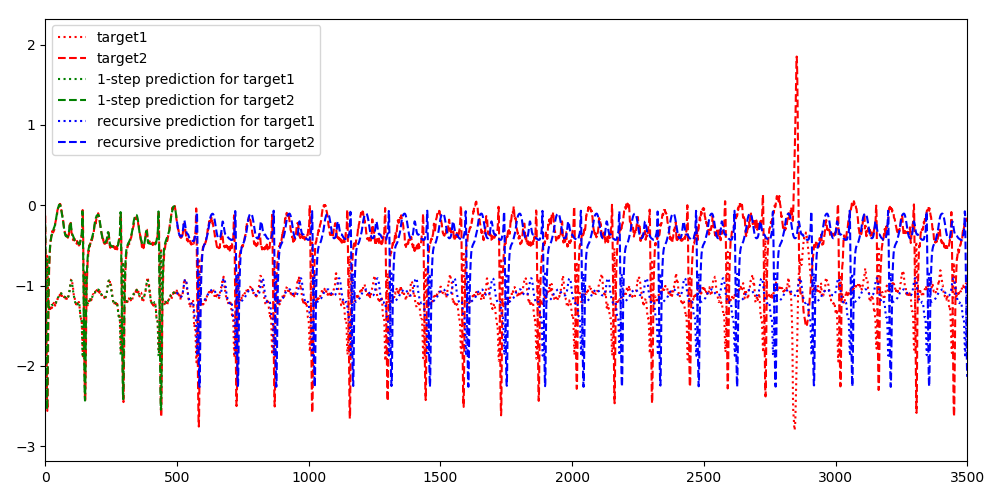 target1
target2
1-step prediction for target1
1-step prediction for target2
recursive prediction for target1
recursive prediction for target2
2
1
0
−1
−2
−3
0 500 1000 1500 2000 2500 3000 3500